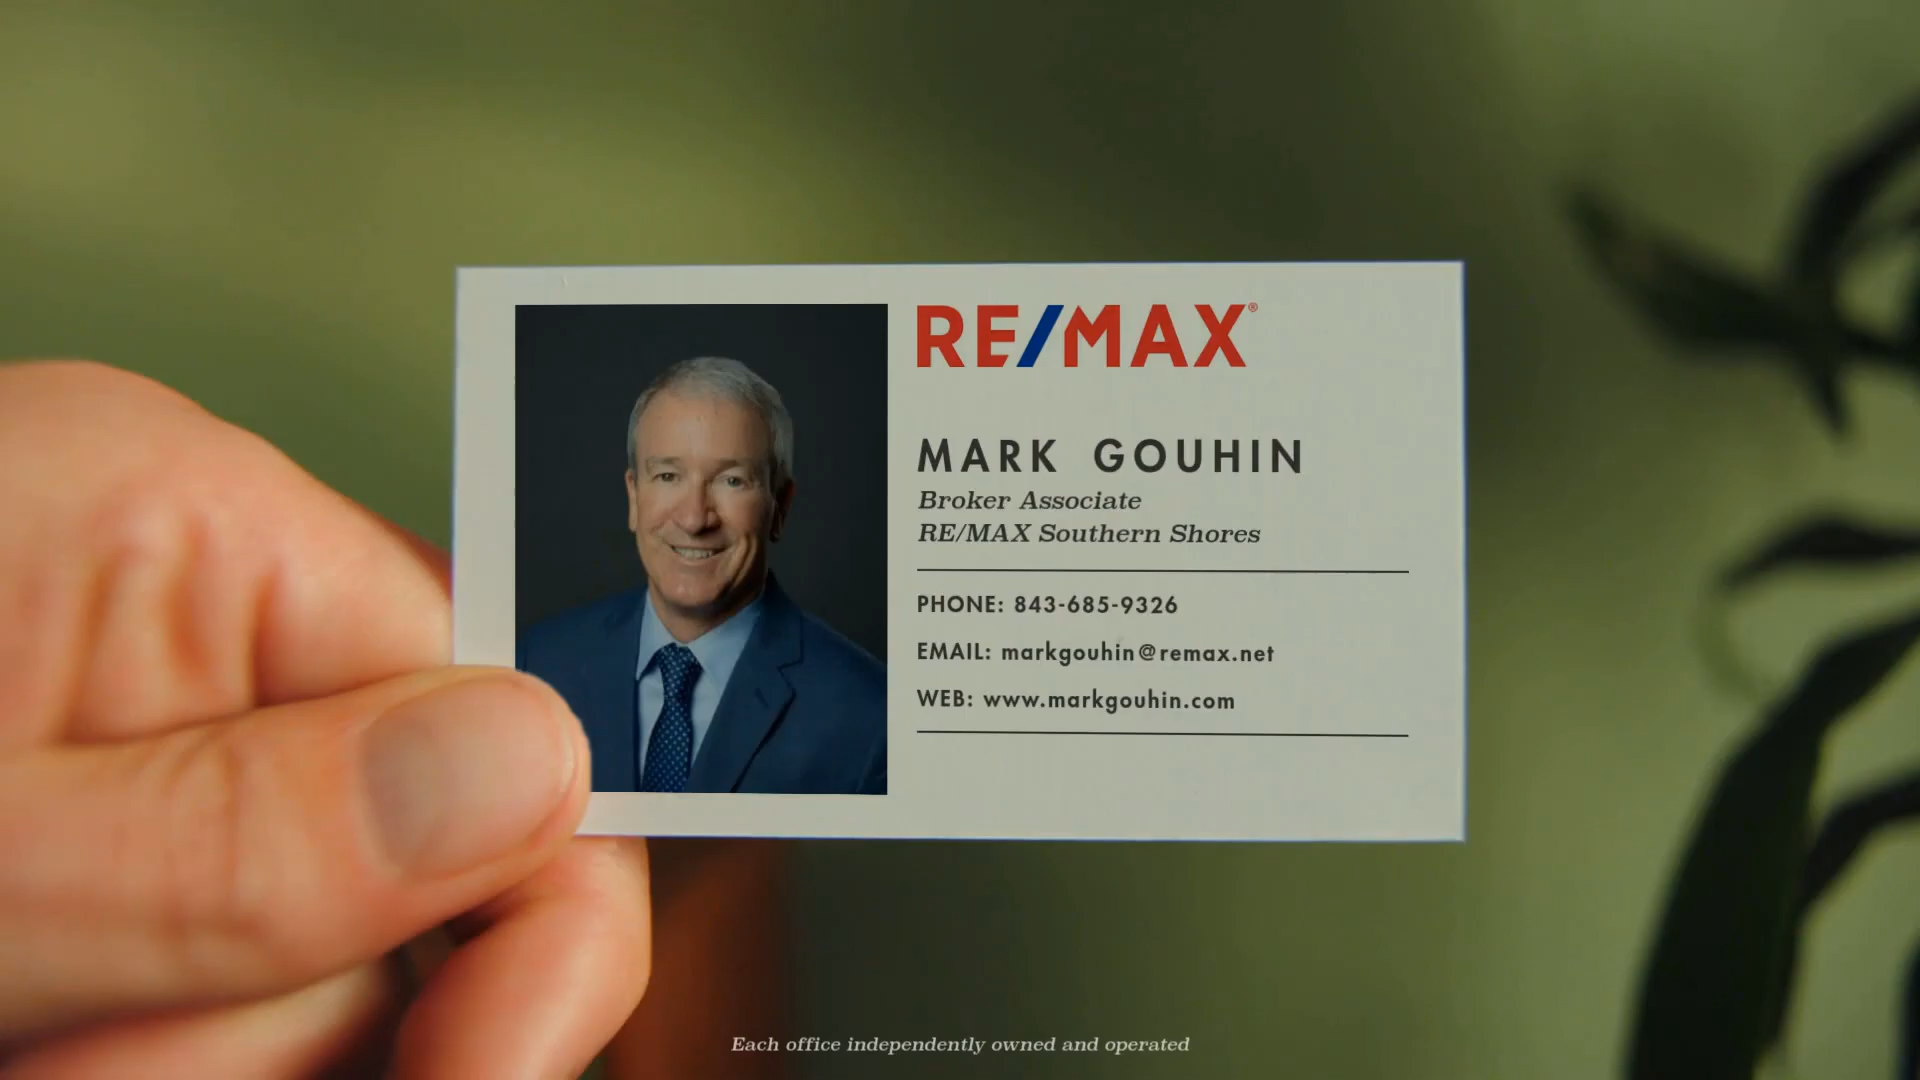 RE/MAX®
MARK GOUHIN
Broker Associate
RE/MAX Southern Shores
PHONE: 843-685-9326
EMAIL: markgouhin@remax.net
WEB: www.markgouhin.com
Each office independently owned and operated